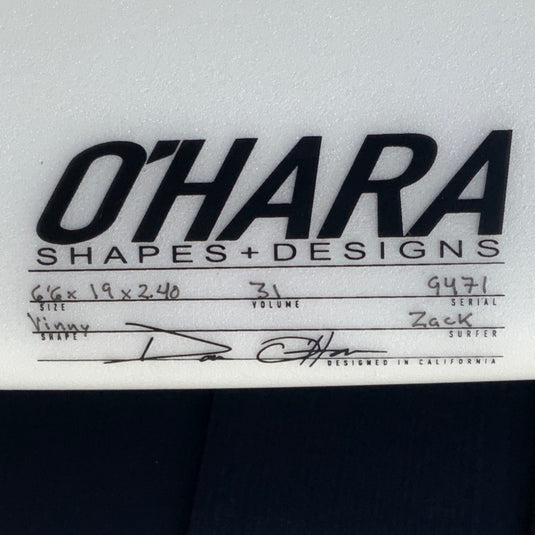 O'HARA
SHAPES + DESIGNS
6'6 x 19 x 2.40 31 9471
SIZE VOLUME SERIAL
Vinny Zack
SHAPE SURFER
DESIGNED IN CALIFORNIA